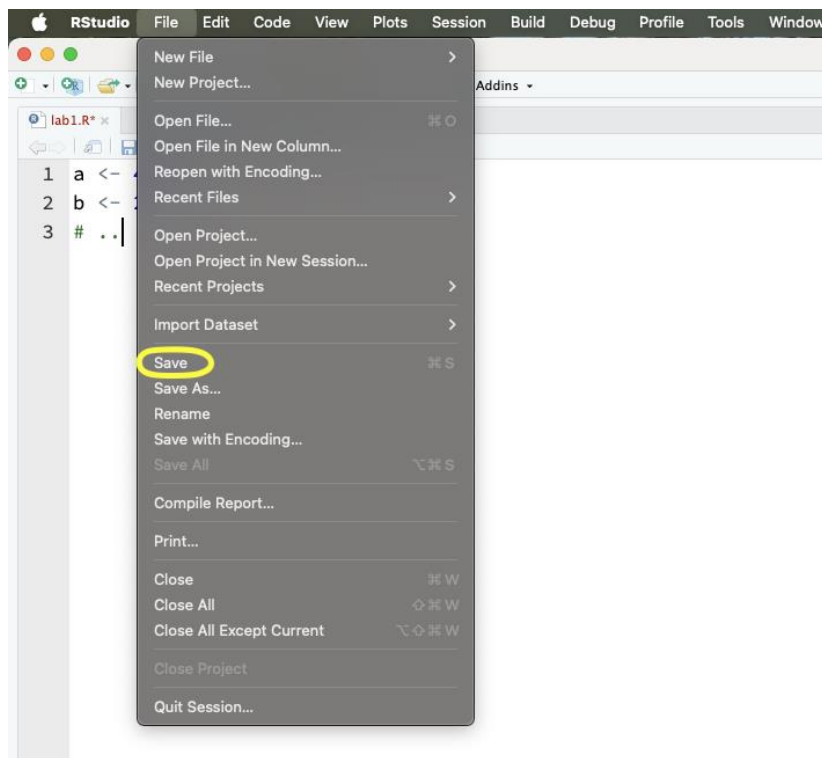 RStudio File Edit Code View Plots Session Build Debug Profile Tools Window
New File
New Project...
Addins
lab1.R*
Open File... ⌘ O
Open File in New Column...
1 a <-
Reopen with Encoding...
2 b <-
Recent Files
3 # ..
Open Project...
Open Project in New Session...
Recent Projects
Import Dataset
Save ⌘ S
Save As...
Rename
Save with Encoding...
Save All ⌥⌘ S
Compile Report...
Print...
Close ⌘ W
Close All ⇧⌘ W
Close All Except Current ⌥⇧⌘ W
Close Project
Quit Session...